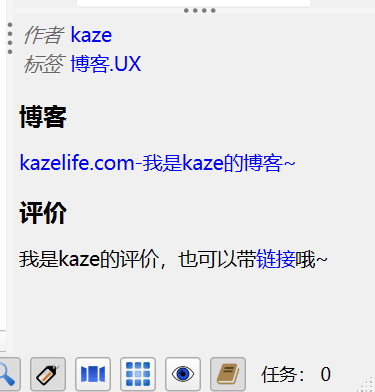 作者 kaze
标签 博客.UX
博客
kazelife.com-我是kaze的博客~
评价
我是kaze的评价，也可以带链接哦~
任务： 0